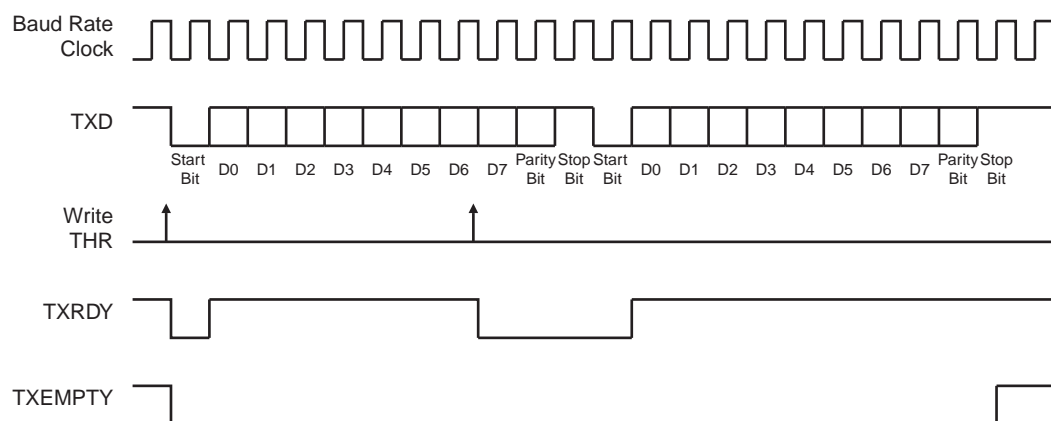 Baud Rate
Clock
TXD
Start
Bit
D0
D1
D2
D3
D4
D5
D6
D7
Parity
Bit
Stop
Bit
Start
Bit
D0
D1
D2
D3
D4
D5
D6
D7
Parity
Bit
Stop
Bit
Write
THR
TXRDY
TXEMPTY